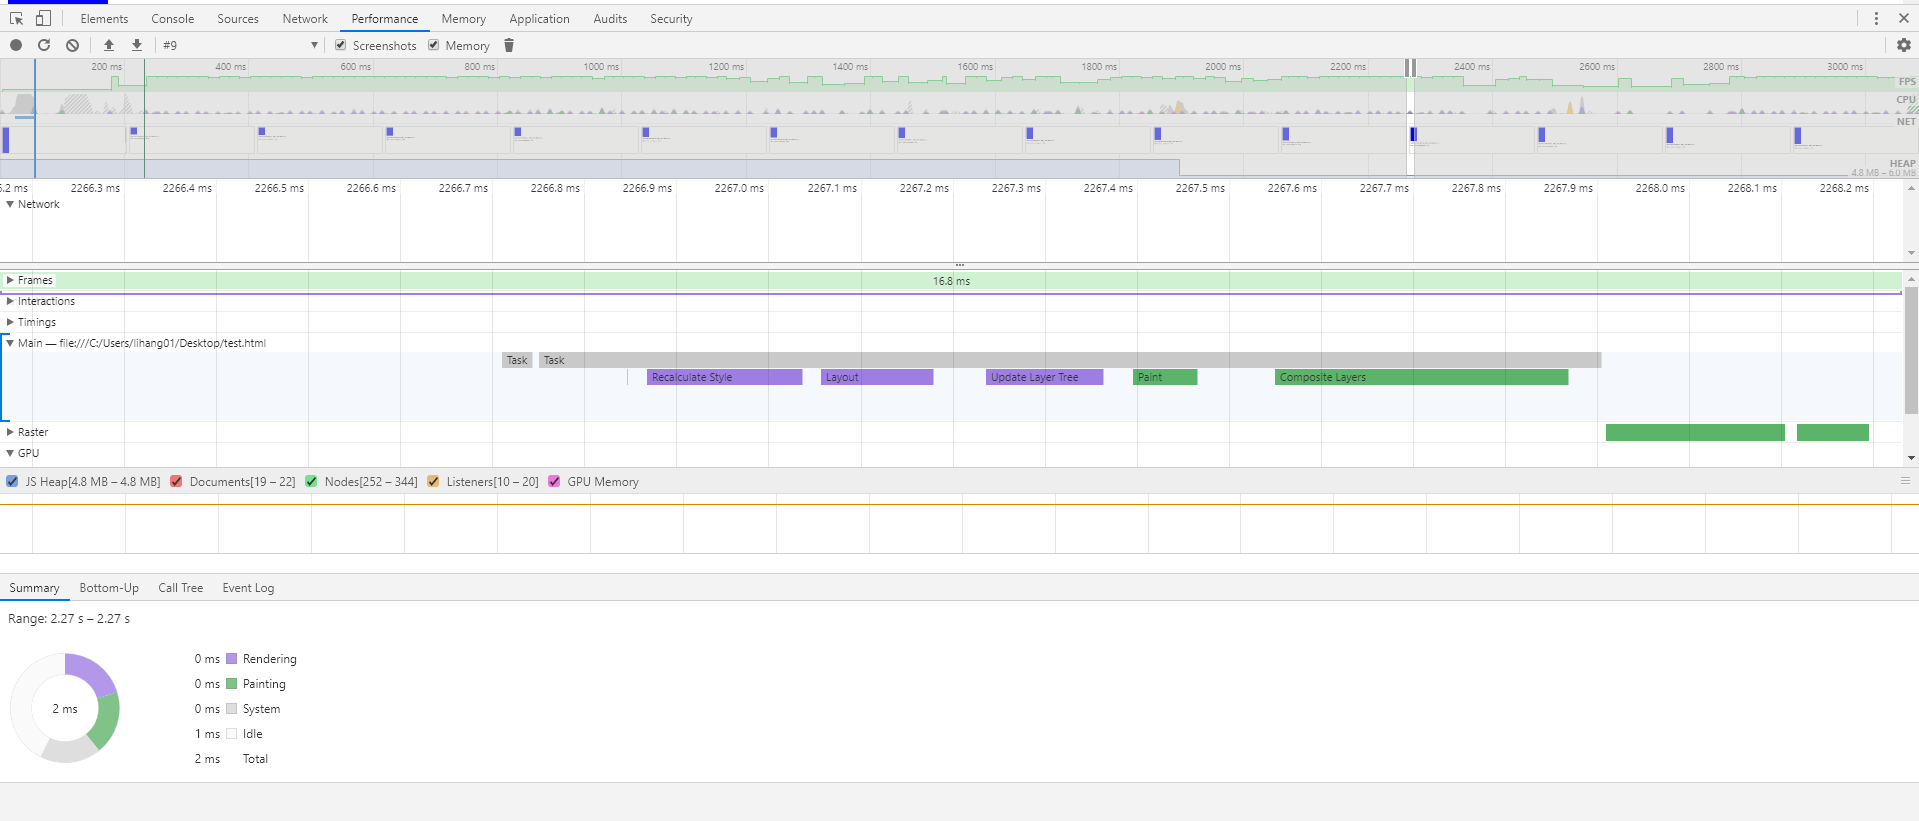 Elements Console Sources Network Performance Memory Application Audits Security
#9 Screenshots Memory
200 ms 400 ms 600 ms 800 ms 1000 ms 1200 ms 1400 ms 1600 ms 1800 ms 2000 ms 2200 ms 2400 ms 2600 ms 2800 ms 3000 ms
FPS
CPU
NET
HEAP
4.8 MB – 6.0 MB
6.2 ms 2266.3 ms 2266.4 ms 2266.5 ms 2266.6 ms 2266.7 ms 2266.8 ms 2266.9 ms 2267.0 ms 2267.1 ms 2267.2 ms 2267.3 ms 2267.4 ms 2267.5 ms 2267.6 ms 2267.7 ms 2267.8 ms 2267.9 ms 2268.0 ms 2268.1 ms 2268.2 ms
Network
Frames 16.8 ms
Interactions
Timings
Main — file:///C:/Users/lihang01/Desktop/test.html
Task Task
Recalculate Style Layout Update Layer Tree Paint Composite Layers
Raster
GPU
JS Heap[4.8 MB – 4.8 MB] Documents[19 – 22] Nodes[252 – 344] Listeners[10 – 20] GPU Memory
Summary Bottom-Up Call Tree Event Log
Range: 2.27 s – 2.27 s
0 ms Rendering
0 ms Painting
2 ms 0 ms System
1 ms Idle
2 ms Total